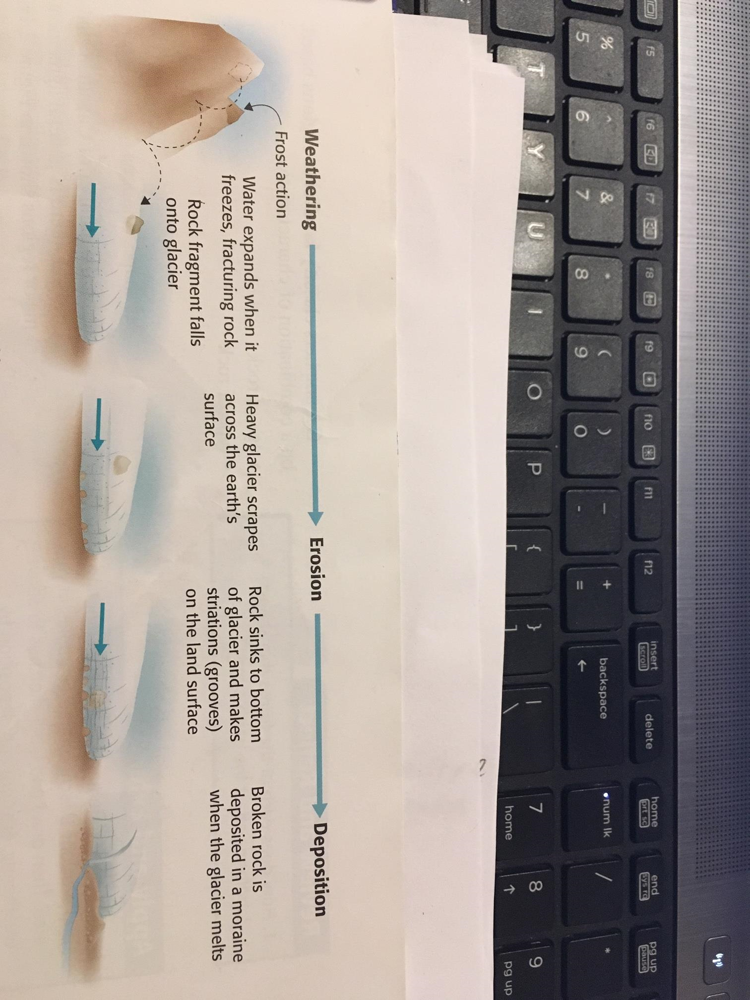 f5
f6
f7
f8
f9
f10
f11
f12
insert
scroll
delete
home
prt sc
end
sys rq
pg up
pause
% 5
^ 6
& 7
* 8
( 9
) 0
_ -
+ =
backspace
←
num lk
/
*
T
Y
U
I
O
P
{ [
} ]
| \
7
home
8
↑
9
pg up
Weathering
Erosion
Deposition
Frost action
Water expands when it
freezes, fracturing rock
Rock fragment falls
onto glacier
Heavy glacier scrapes
across the earth's
surface
Rock sinks to bottom
of glacier and makes
striations (grooves)
on the land surface
Broken rock is
deposited in a moraine
when the glacier melts